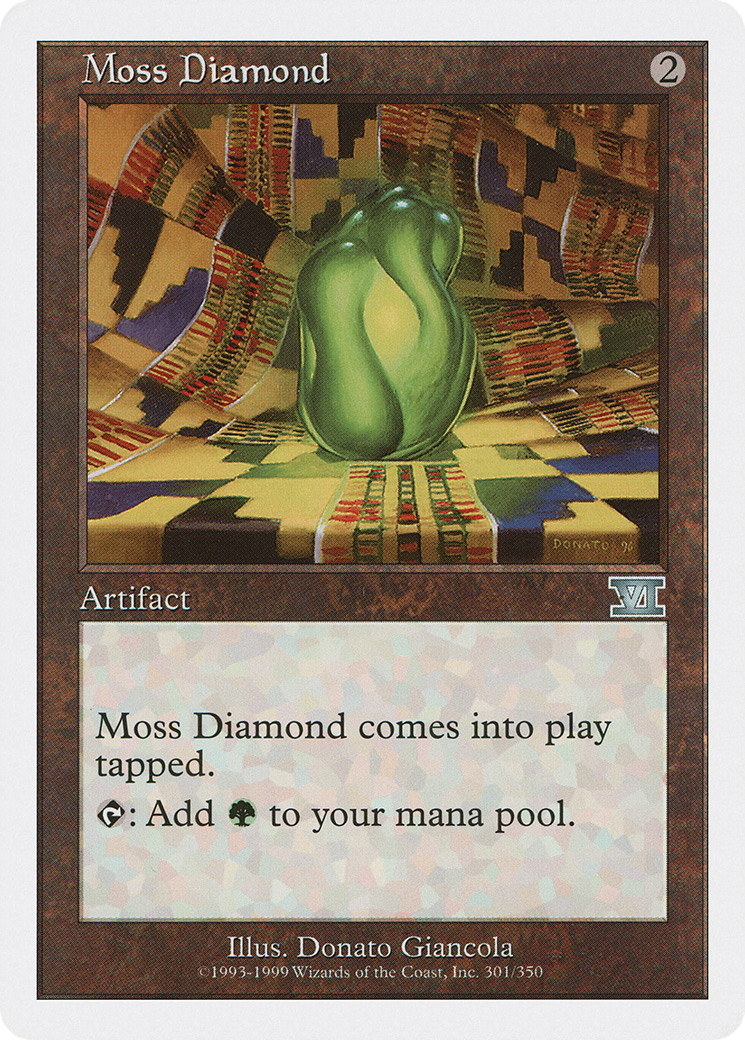 Moss Diamond
2
DONATO 96
Artifact
VI
Moss Diamond comes into play
tapped.
: Add to your mana pool.
Illus. Donato Giancola
©1993-1999 Wizards of the Coast, Inc. 301/350